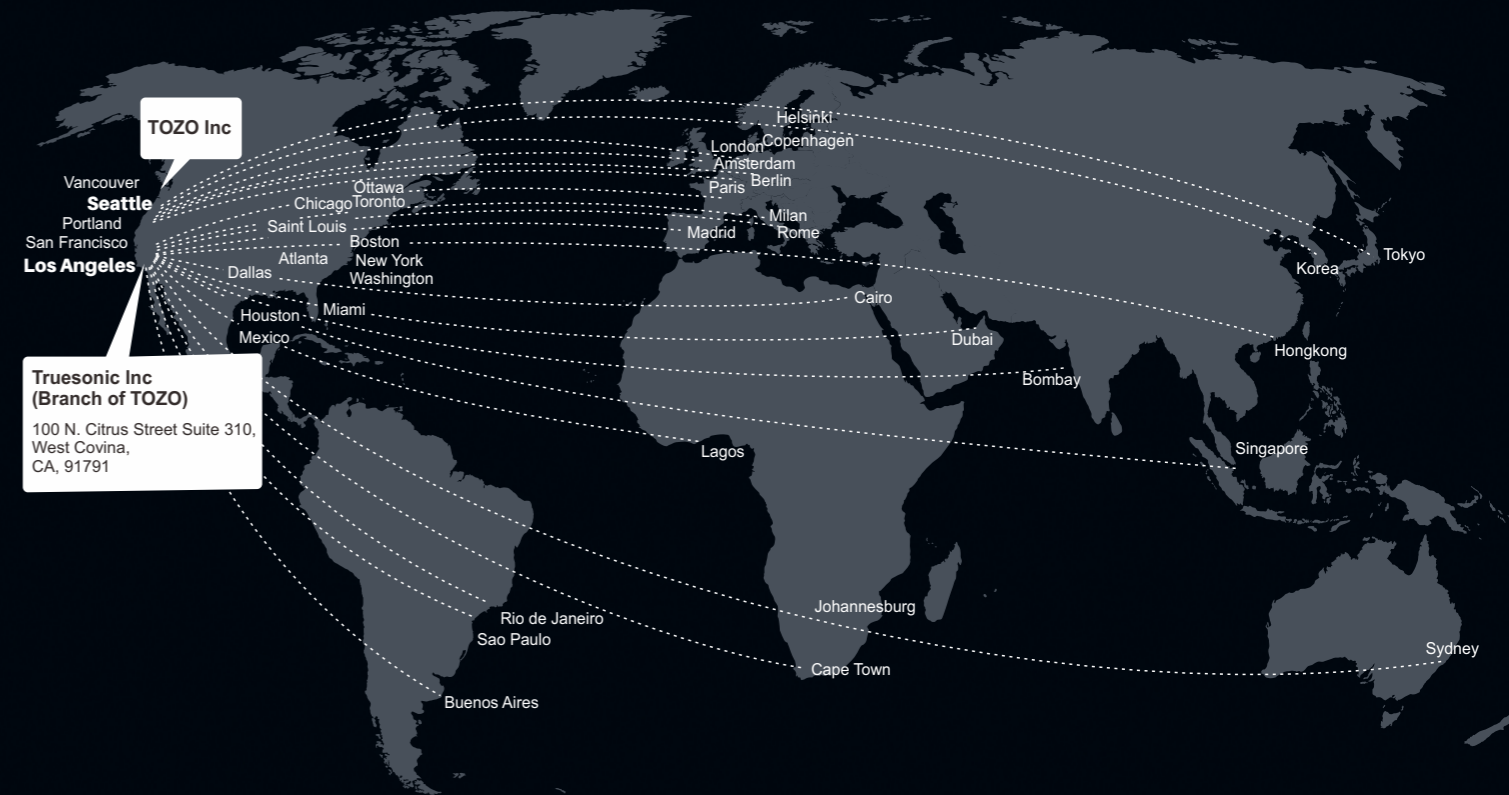 TOZO Inc
Vancouver
Seattle
Portland
San Francisco
Los Angeles
Truesonic Inc
(Branch of TOZO)
100 N. Citrus Street Suite 310,
West Covina,
CA, 91791
Ottawa
Chicago
Toronto
Saint Louis
Boston
Atlanta
New York
Dallas
Washington
Houston
Miami
Mexico
Helsinki
London
Copenhagen
Amsterdam
Paris
Berlin
Milan
Madrid
Rome
Cairo
Dubai
Bombay
Lagos
Korea
Tokyo
Hongkong
Singapore
Rio de Janeiro
Sao Paulo
Buenos Aires
Johannesburg
Cape Town
Sydney